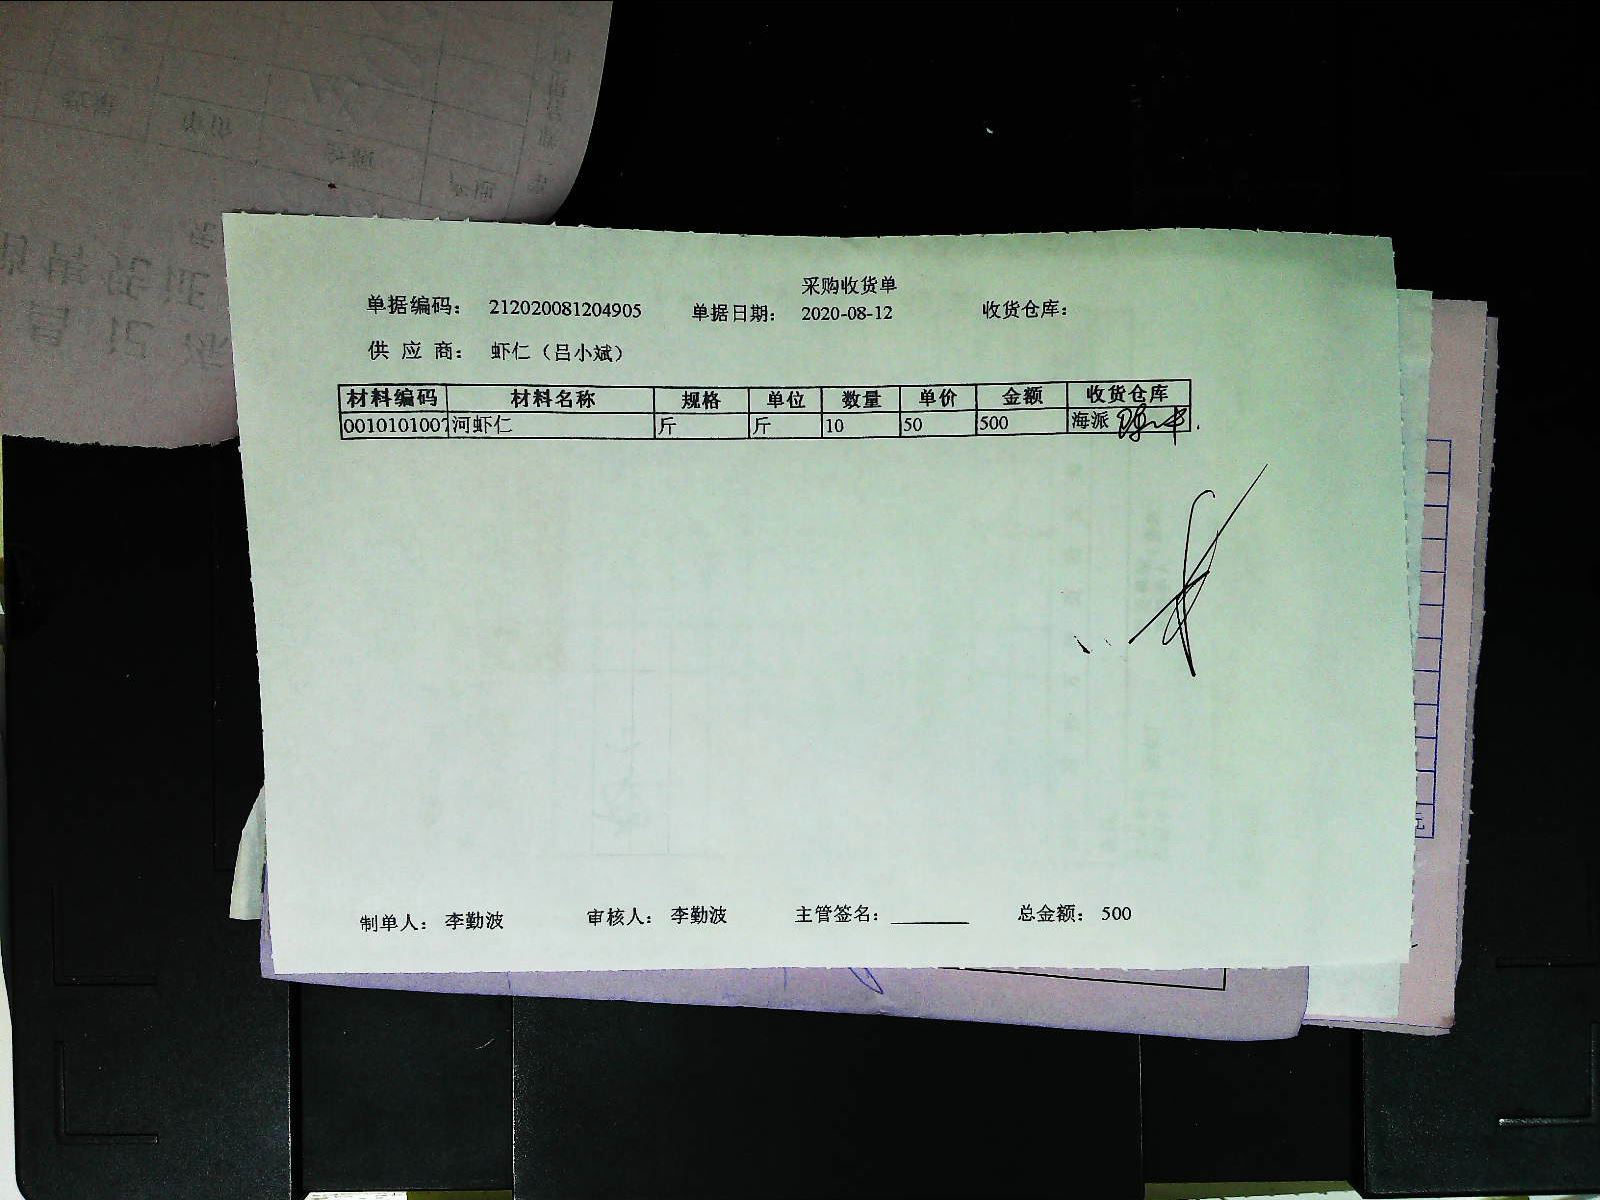 采购收货单
单据编码： 212020081204905 单据日期： 2020-08-12 收货仓库：
供 应 商： 虾仁（吕小斌）
材料编码 材料名称 规格 单位 数量 单价 金额 收货仓库
0010101007 河虾仁 斤 斤 10 50 500 海派
制单人： 李勤波 审核人： 李勤波 主管签名： 总金额： 500
元